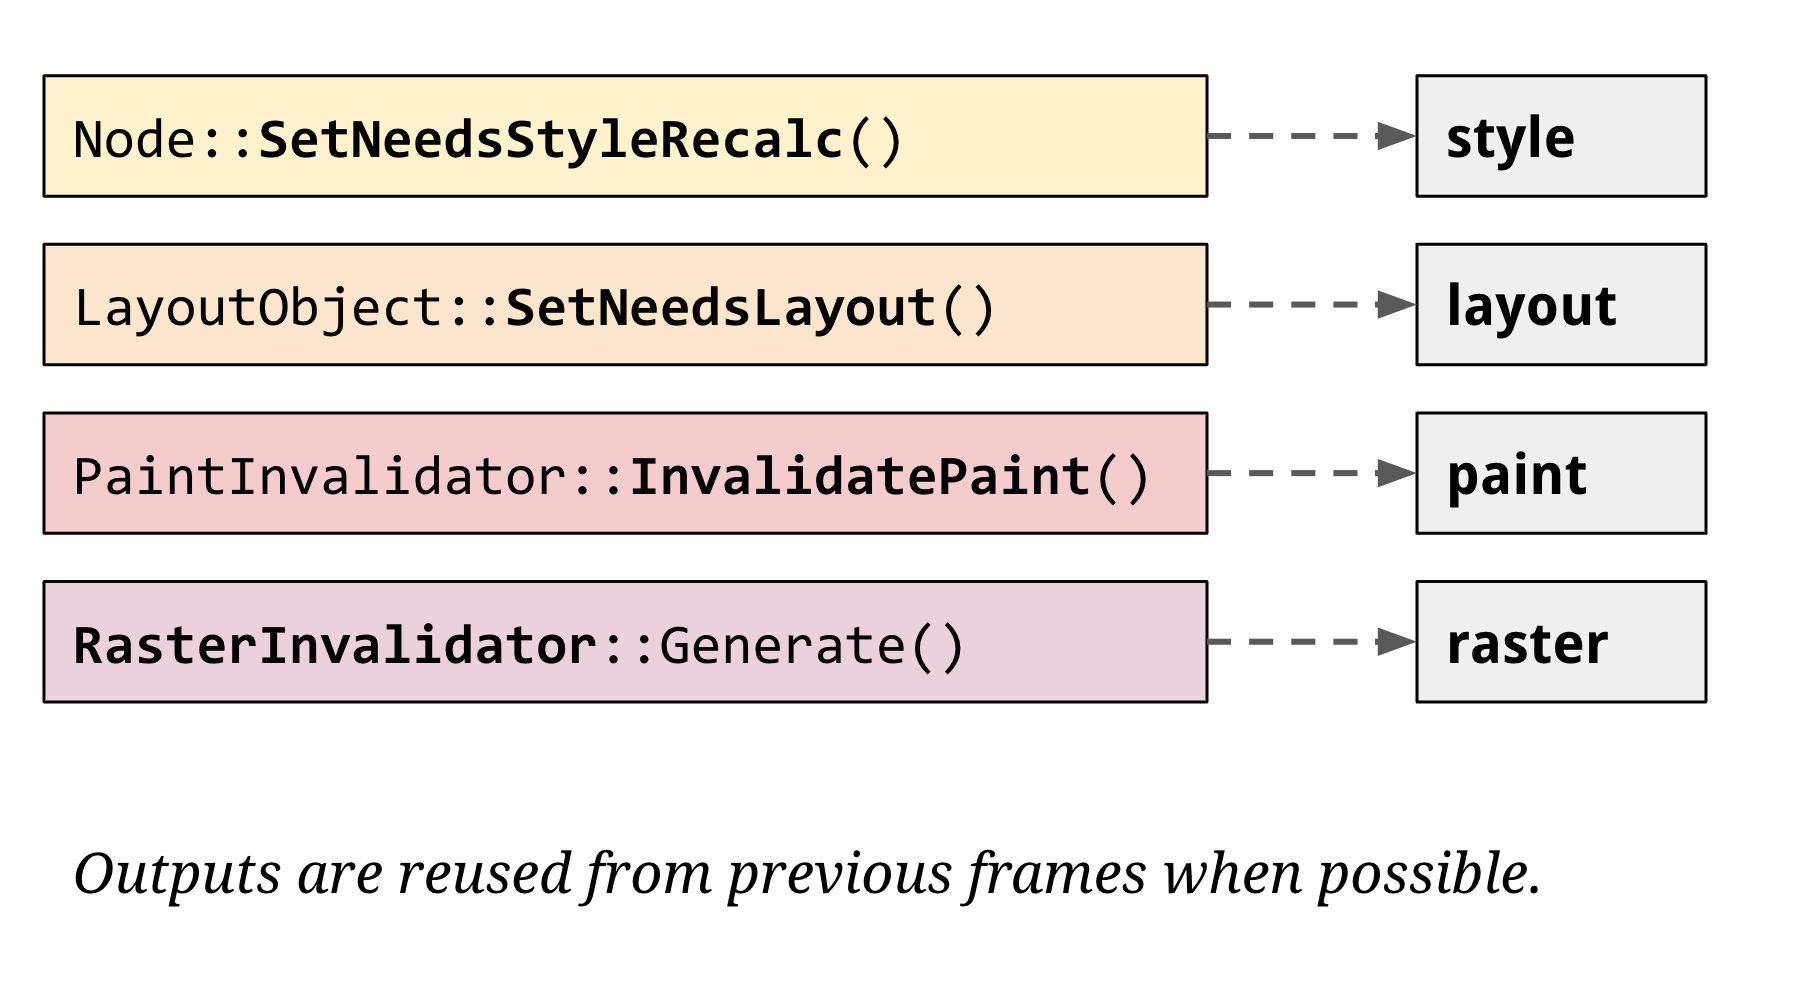 Node::SetNeedsStyleRecalc() style
LayoutObject::SetNeedsLayout() layout
PaintInvalidator::InvalidatePaint() paint
RasterInvalidator::Generate() raster
Outputs are reused from previous frames when possible.